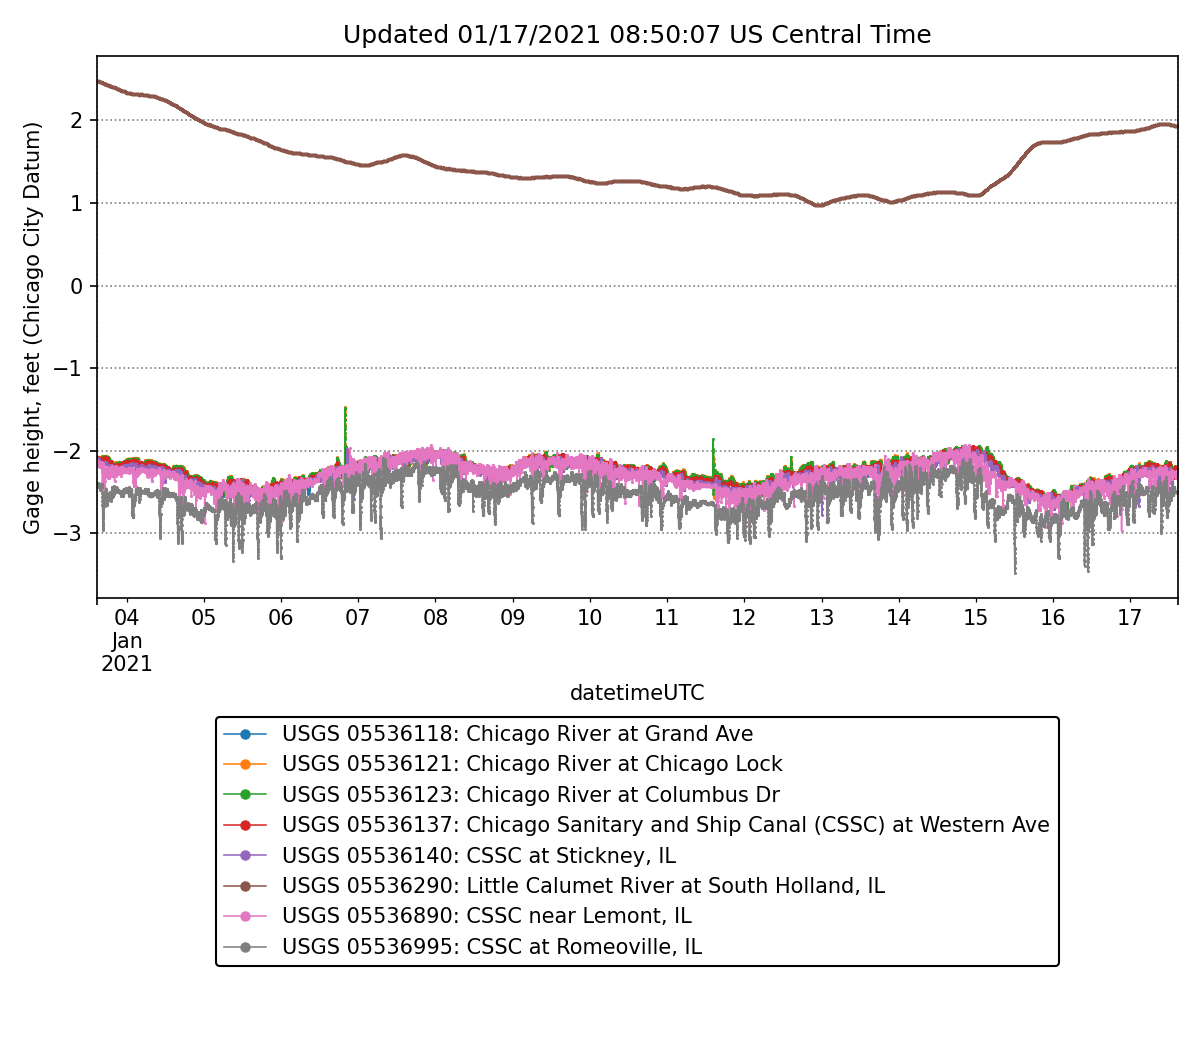 Updated 01/17/2021 08:50:07 US Central Time
Gage height, feet (Chicago City Datum)
2
1
0
−1
−2
−3
04 05 06 07 08 09 10 11 12 13 14 15 16 17
Jan
2021
datetimeUTC
USGS 05536118: Chicago River at Grand Ave
USGS 05536121: Chicago River at Chicago Lock
USGS 05536123: Chicago River at Columbus Dr
USGS 05536137: Chicago Sanitary and Ship Canal (CSSC) at Western Ave
USGS 05536140: CSSC at Stickney, IL
USGS 05536290: Little Calumet River at South Holland, IL
USGS 05536890: CSSC near Lemont, IL
USGS 05536995: CSSC at Romeoville, IL